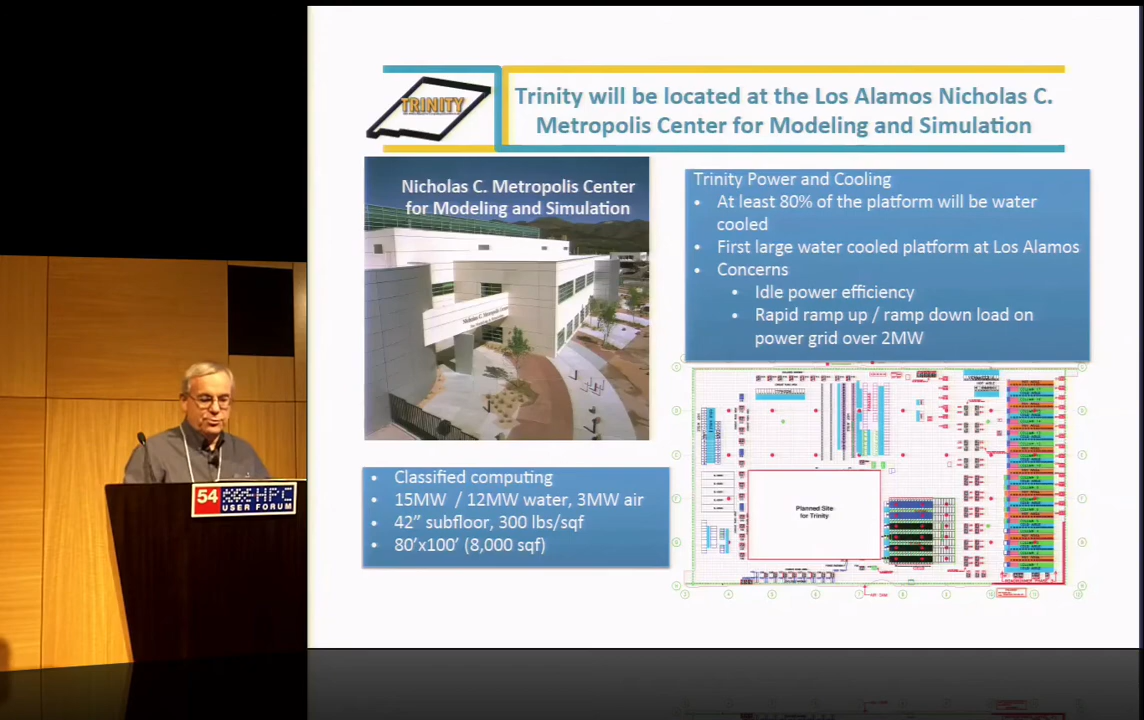 TRINITY
Trinity will be located at the Los Alamos Nicholas C.
Metropolis Center for Modeling and Simulation
Nicholas C. Metropolis Center
for Modeling and Simulation
Trinity Power and Cooling
• At least 80% of the platform will be water
cooled
• First large water cooled platform at Los Alamos
• Concerns
• Idle power efficiency
• Rapid ramp up / ramp down load on
power grid over 2MW
• Classified computing
• 15MW / 12MW water, 3MW air
• 42” subfloor, 300 lbs/sqf
• 80’x100’ (8,000 sqf)
Planned Site
for Trinity
54 HPC
USER FORUM